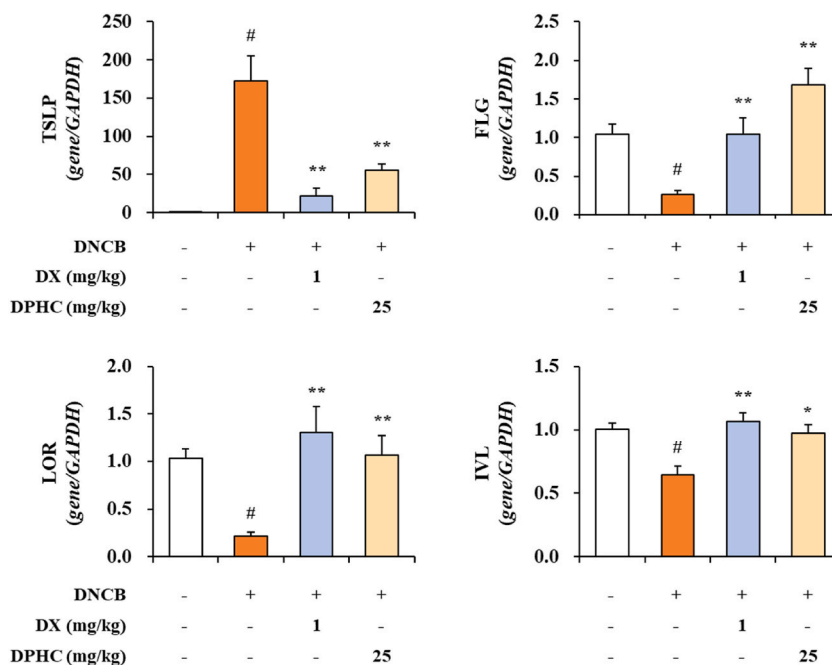 TSLP
(gene/GAPDH)
250
200
150
100
50
0
#
**
**
DNCB - + + +
DX (mg/kg) - - 1 -
DPHC (mg/kg) - - - 25
FLG
(gene/GAPDH)
2.5
2.0
1.5
1.0
0.5
0.0
#
**
**
- + + +
- - 1 -
- - - 25
LOR
(gene/GAPDH)
2.0
1.5
1.0
0.5
0.0
#
**
**
DNCB - + + +
DX (mg/kg) - - 1 -
DPHC (mg/kg) - - - 25
IVL
(gene/GAPDH)
1.5
1.0
0.5
0.0
#
**
*
- + + +
- - 1 -
- - - 25